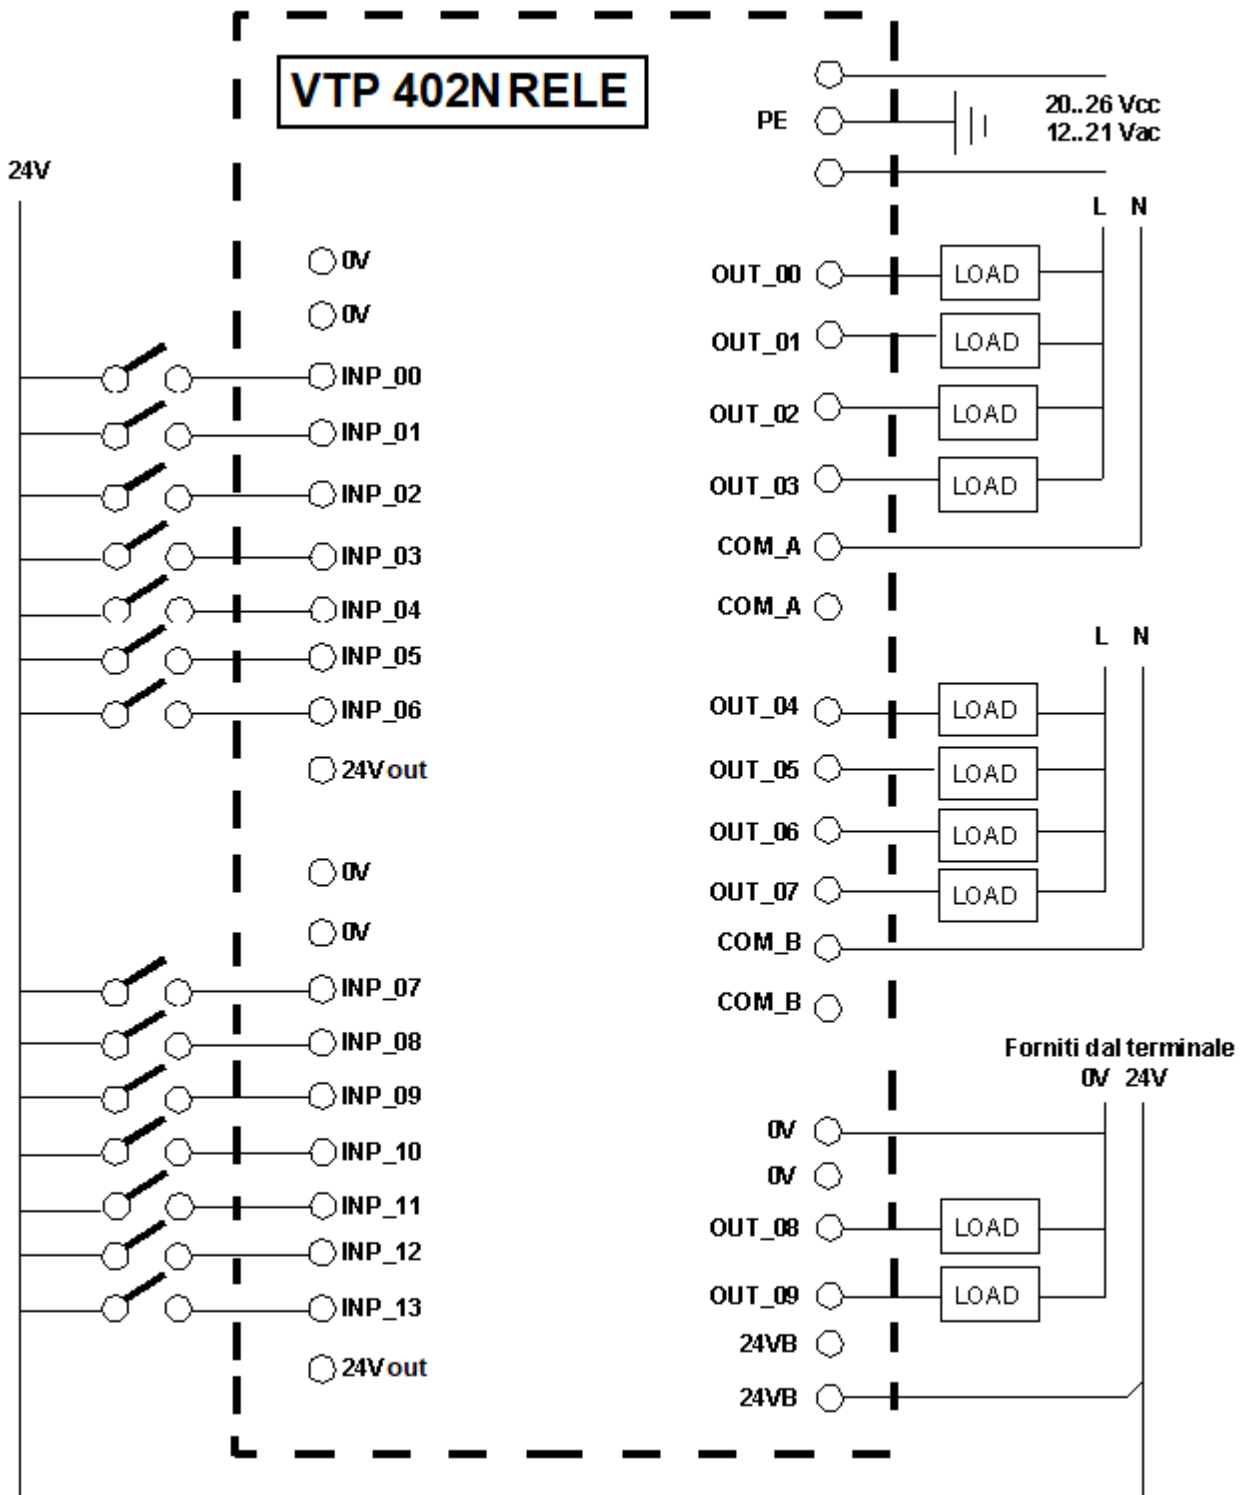 VTP 402N RELE
PE
20..26 Vcc
12..21 Vac
24V
L N
0V
0V
INP_00
INP_01
INP_02
INP_03
INP_04
INP_05
INP_06
24Vout
0V
0V
INP_07
INP_08
INP_09
INP_10
INP_11
INP_12
INP_13
24Vout
OUT_00 LOAD
OUT_01 LOAD
OUT_02 LOAD
OUT_03 LOAD
COM_A
COM_A
L N
OUT_04 LOAD
OUT_05 LOAD
OUT_06 LOAD
OUT_07 LOAD
COM_B
COM_B
Forniti dal terminale
0V 24V
0V
0V
OUT_08 LOAD
OUT_09 LOAD
24VB
24VB